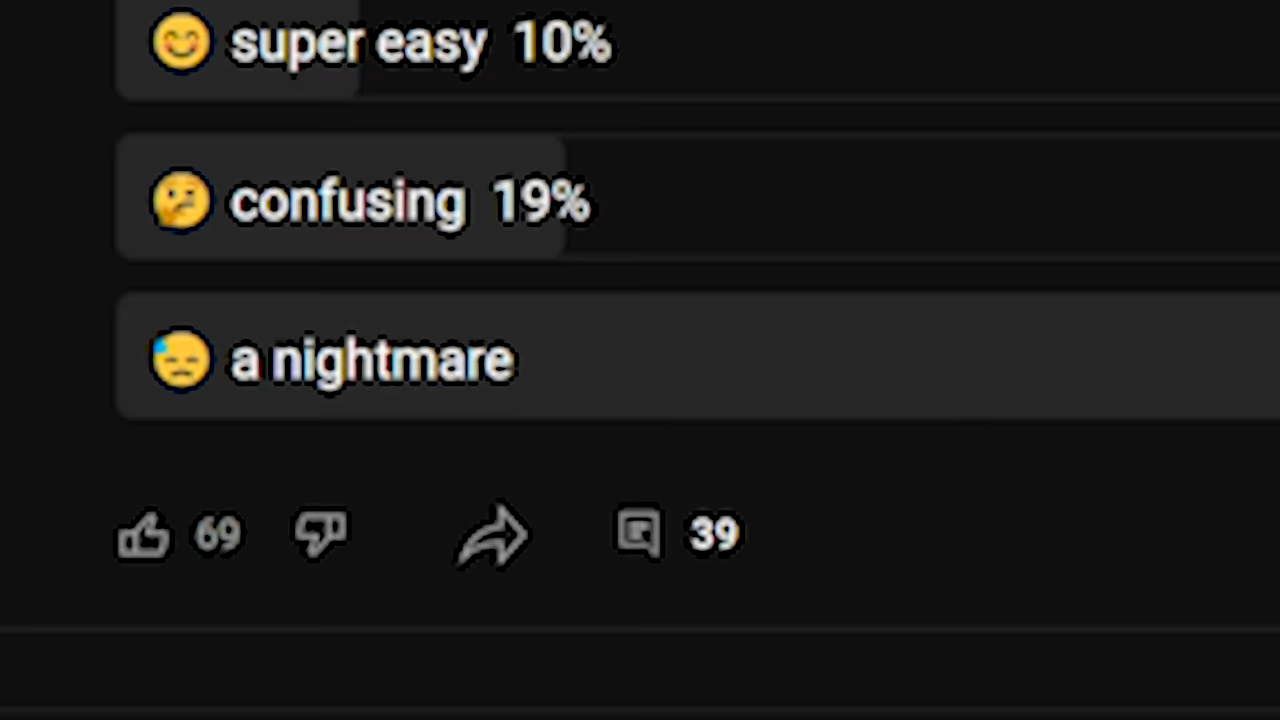 😊 super easy 10%
🤔 confusing 19%
😓 a nightmare
69 39